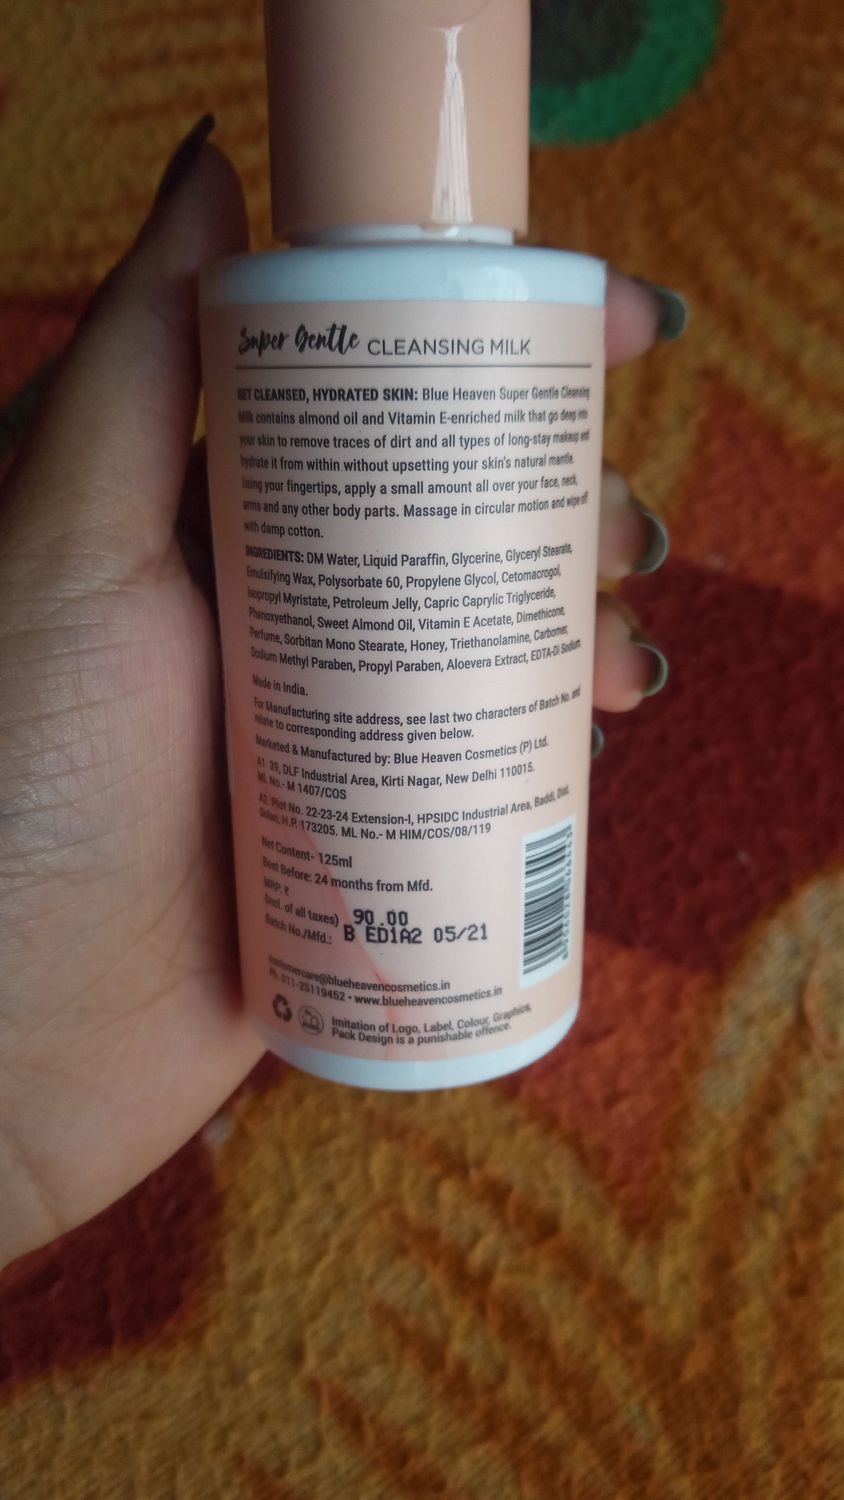 Super Gentle CLEANSING MILK
GET CLEANSED, HYDRATED SKIN: Blue Heaven Super Gentle Cleansing
Milk contains almond oil and Vitamin E-enriched milk that go deep into
your skin to remove traces of dirt and all types of long-stay makeup and
hydrate it from within without upsetting your skin's natural mantle.
Using your fingertips, apply a small amount all over your face, neck,
arms and any other body parts. Massage in circular motion and wipe off
with damp cotton.
INGREDIENTS: DM Water, Liquid Paraffin, Glycerine, Glyceryl Stearate,
Emulsifying Wax, Polysorbate 60, Propylene Glycol, Cetomacrogol,
Isopropyl Myristate, Petroleum Jelly, Capric Caprylic Triglyceride,
Phenoxyethanol, Sweet Almond Oil, Vitamin E Acetate, Dimethicone,
Perfume, Sorbitan Mono Stearate, Honey, Triethanolamine, Carbomer,
Sodium Methyl Paraben, Propyl Paraben, Aloevera Extract, EDTA-Di Sodium
Made in India.
For Manufacturing site address, see last two characters of Batch No. and
relate to corresponding address given below.
Marketed & Manufactured by: Blue Heaven Cosmetics (P) Ltd.
A1 39, DLF Industrial Area, Kirti Nagar, New Delhi 110015.
ML No.- M 1407/COS
A2. Plot No. 22-23-24 Extension-I, HPSIDC Industrial Area, Baddi, Dist.
Solan, H.P. 173205. ML No.- M HIM/COS/08/119
Net Content- 125ml
Best Before: 24 months from Mfd.
MRP: ₹
(Incl. of all taxes) 90.00
Batch No./Mfd.: B ED1A2 05/21
customercare@blueheavencosmetics.in
Ph. 011-25119452 • www.blueheavencosmetics.in
Imitation of Logo, Label, Colour, Graphics,
Pack Design is a punishable offence.